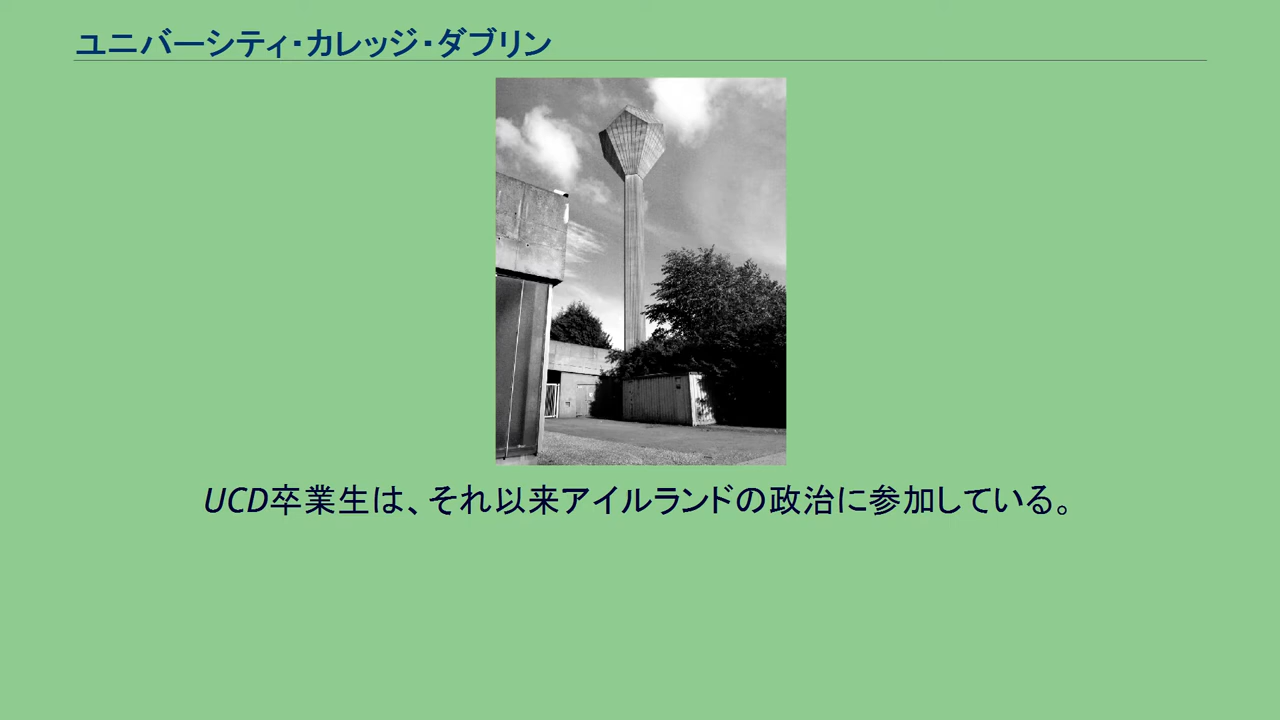 ユニバーシティ・カレッジ・ダブリン
UCD卒業生は、それ以来アイルランドの政治に参加している。